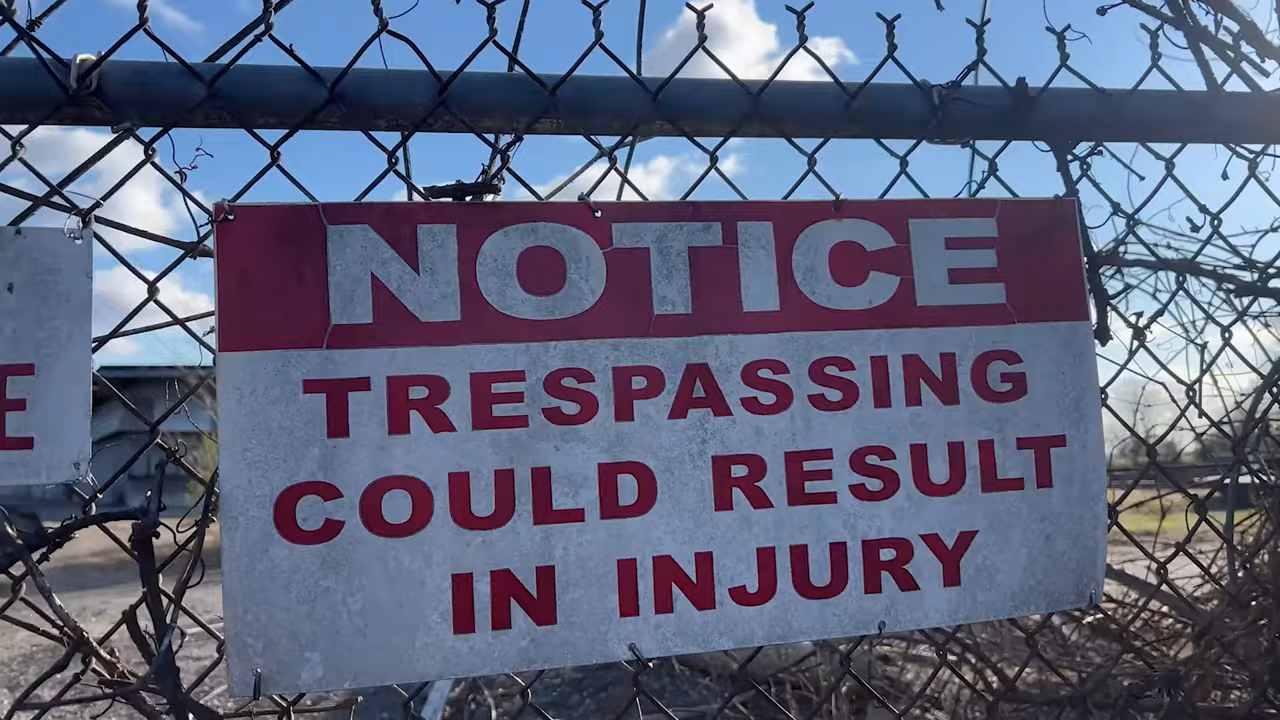 NOTICE
TRESPASSING
COULD RESULT
IN INJURY
E